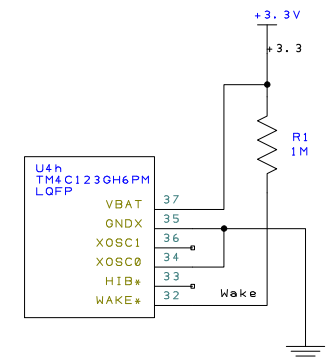 +3.3V
+3.3
R1
1M
U4h
TM4C123GH6PM
LQFP
VBAT 37
GNDX 35
XOSC1 36
XOSC0 34
HIB* 33
WAKE* 32
Wake